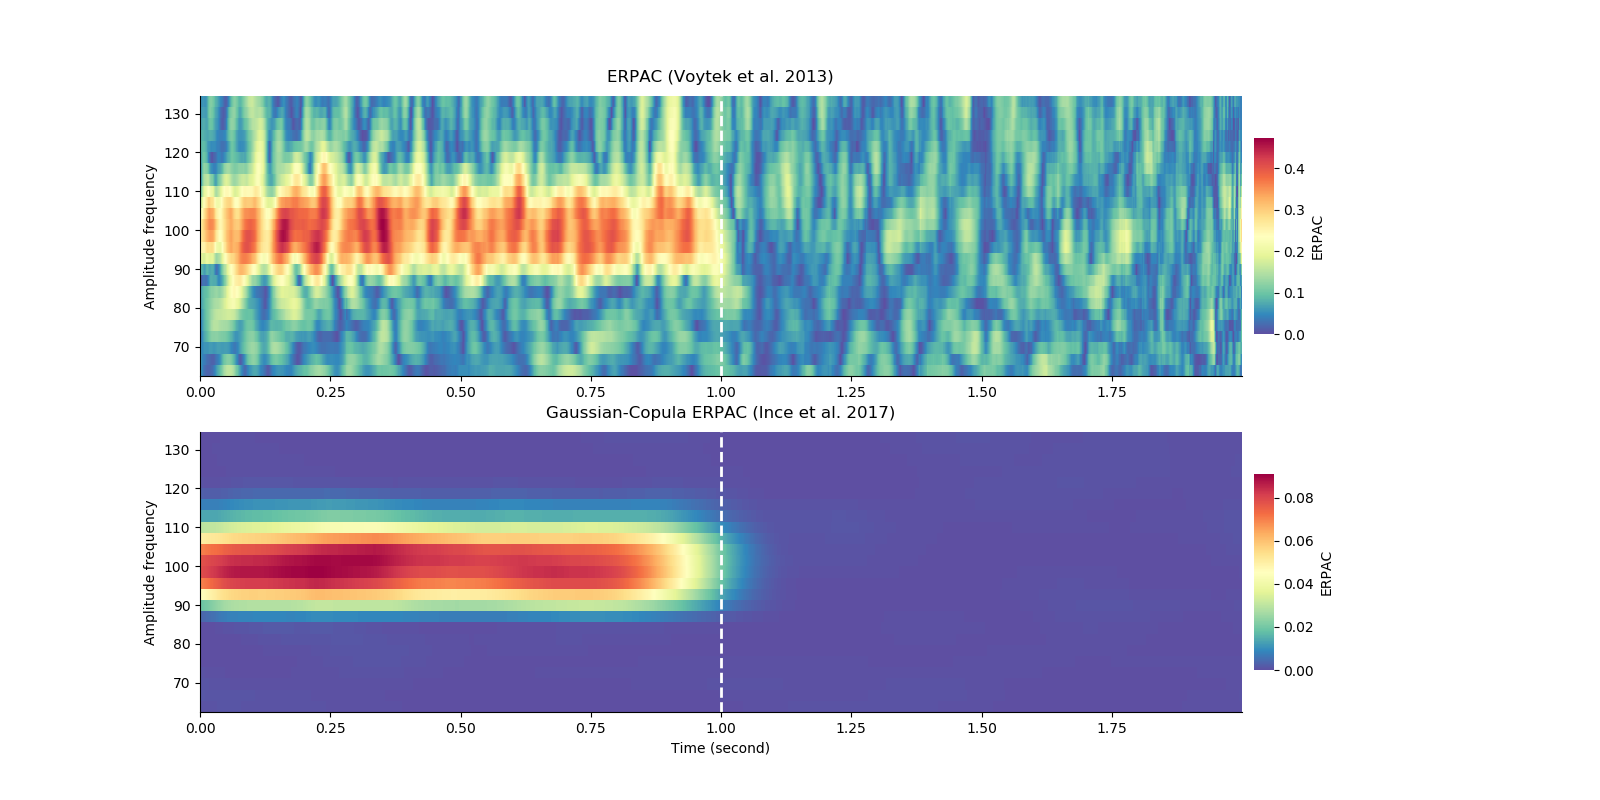 ERPAC (Voytek et al. 2013)
130
120
110
100
90
80
70
Amplitude frequency
0.00 0.25 0.50 0.75 1.00 1.25 1.50 1.75
0.4
0.3
0.2
0.1
0.0
ERPAC
Gaussian-Copula ERPAC (Ince et al. 2017)
130
120
110
100
90
80
70
Amplitude frequency
0.00 0.25 0.50 0.75 1.00 1.25 1.50 1.75
Time (second)
0.08
0.06
0.04
0.02
0.00
ERPAC